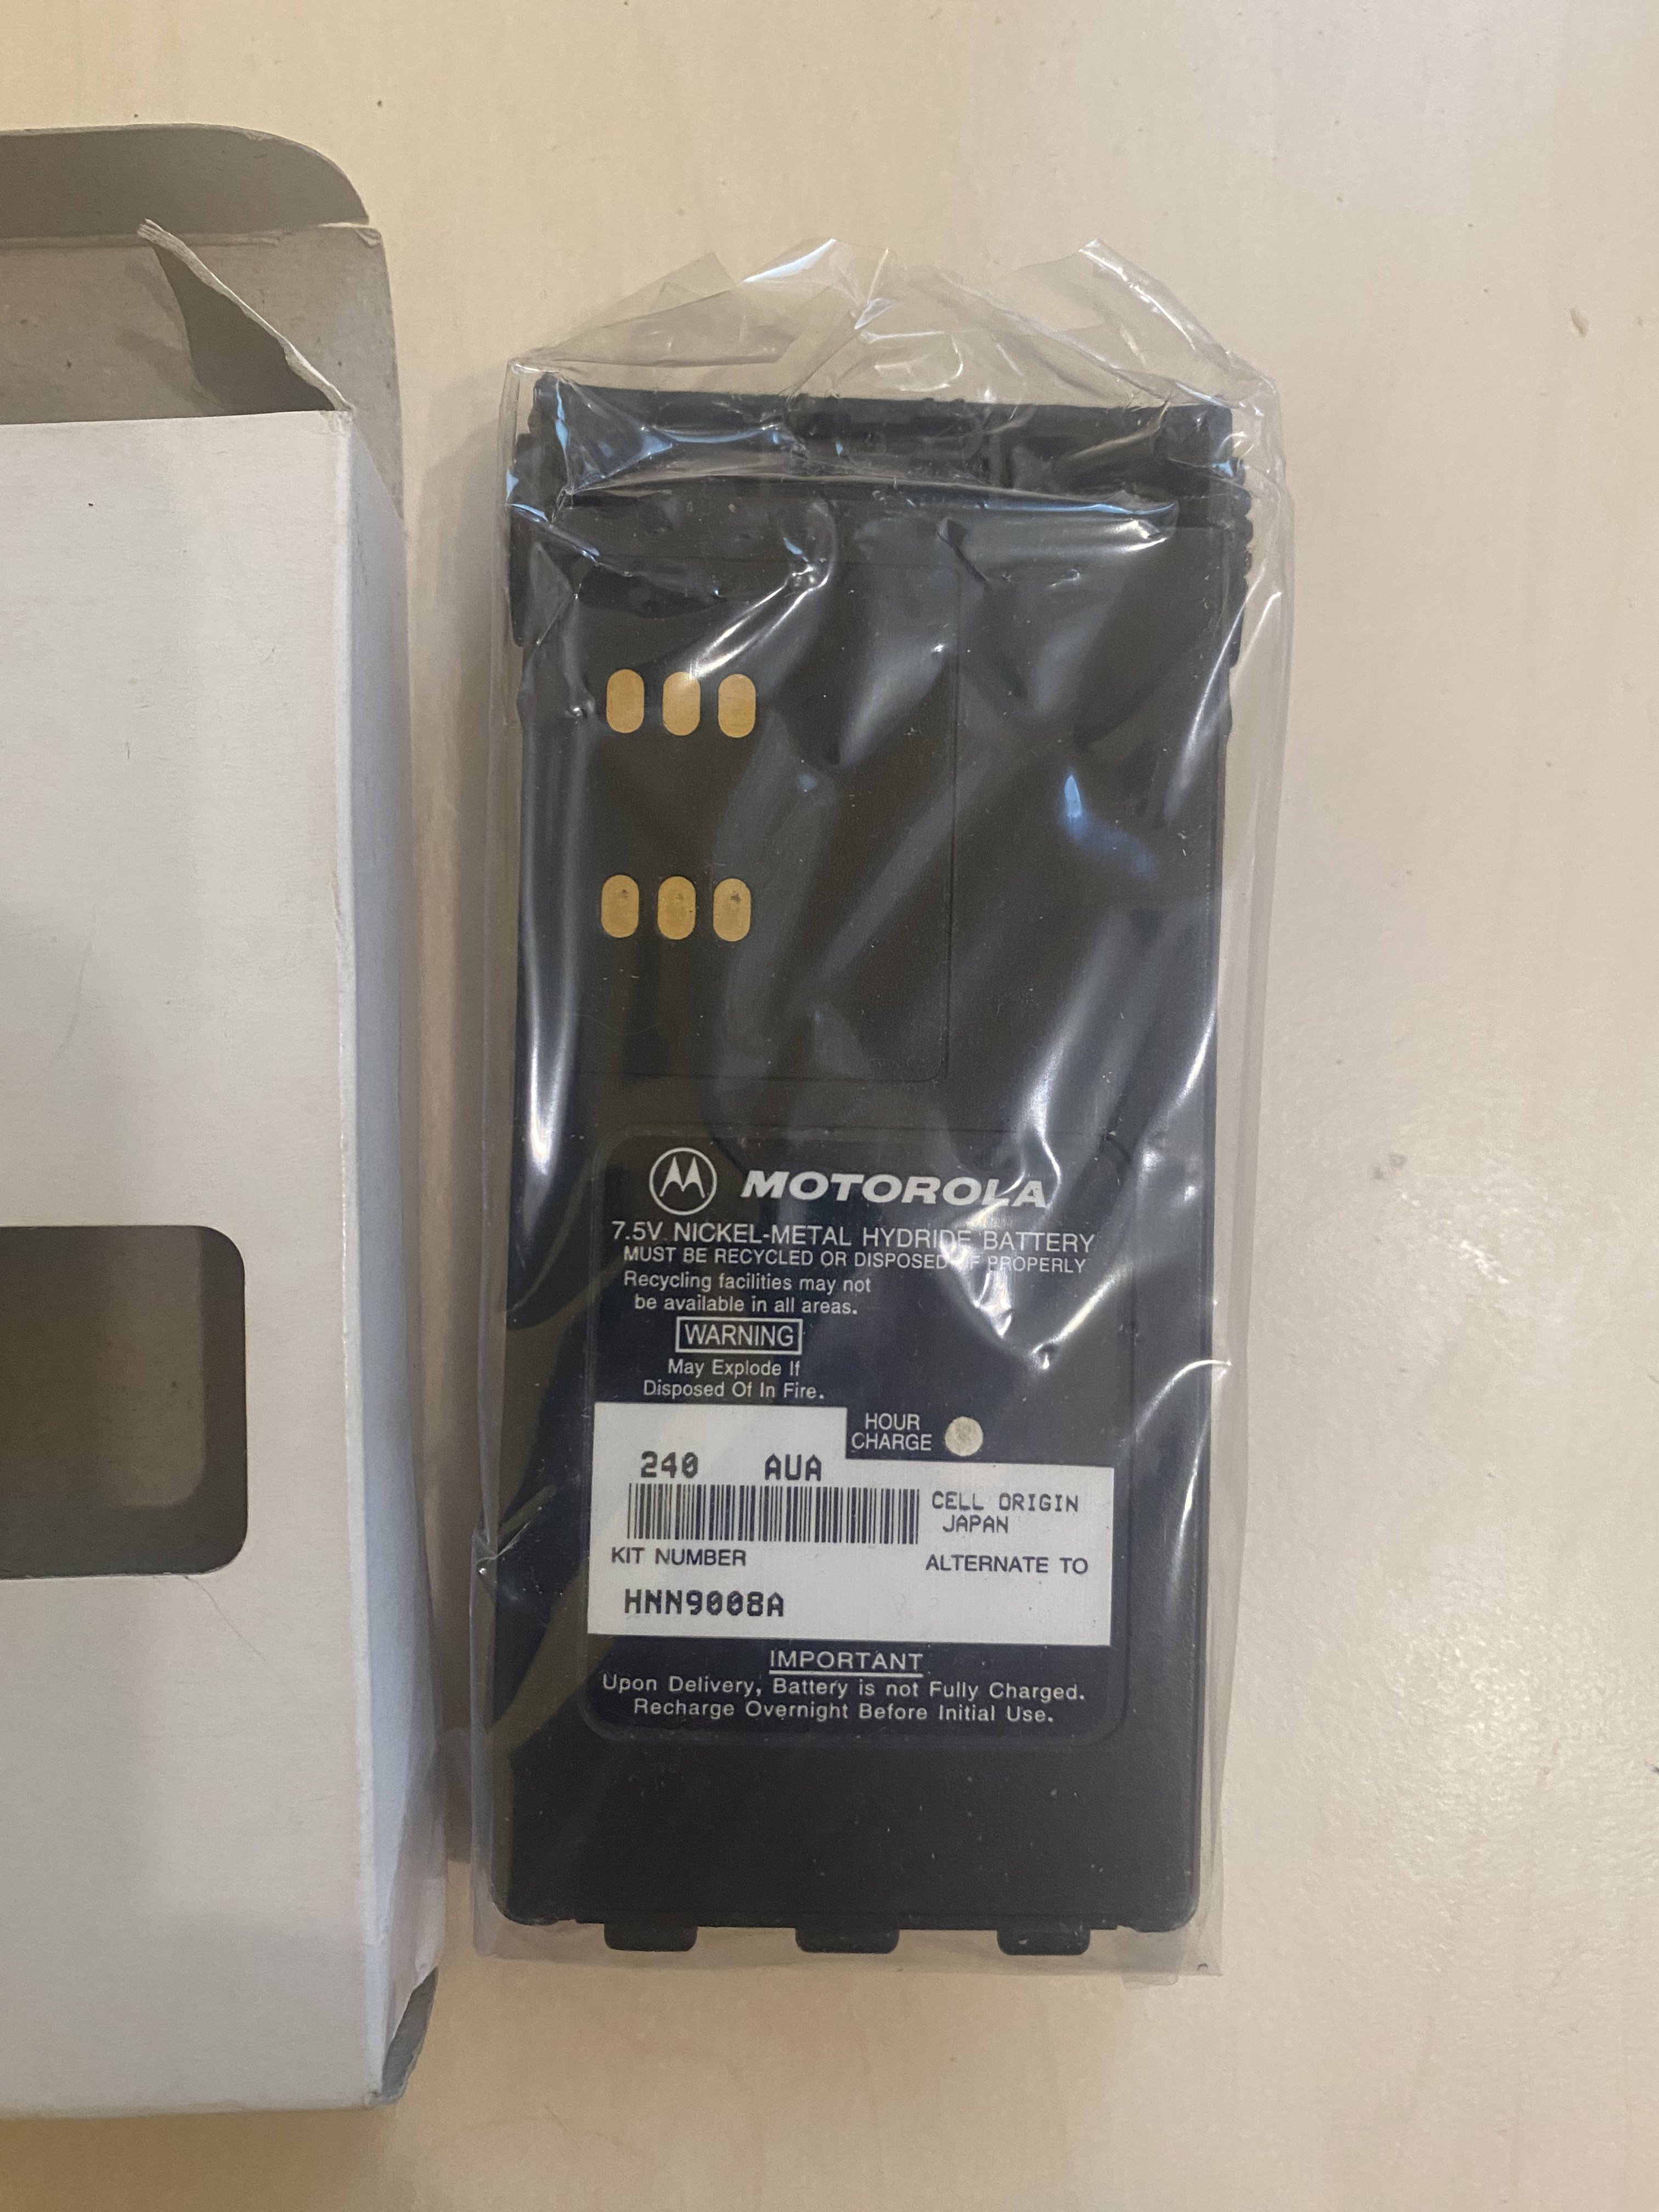 MOTOROLA
7.5V NICKEL-METAL HYDRIDE BATTERY
MUST BE RECYCLED OR DISPOSED OF PROPERLY
Recycling facilities may not
be available in all areas.
WARNING
May Explode If
Disposed Of In Fire.
HOUR
CHARGE
240 AUA
CELL ORIGIN
JAPAN
KIT NUMBER
ALTERNATE TO
HNN9008A
IMPORTANT
Upon Delivery, Battery is not Fully Charged.
Recharge Overnight Before Initial Use.